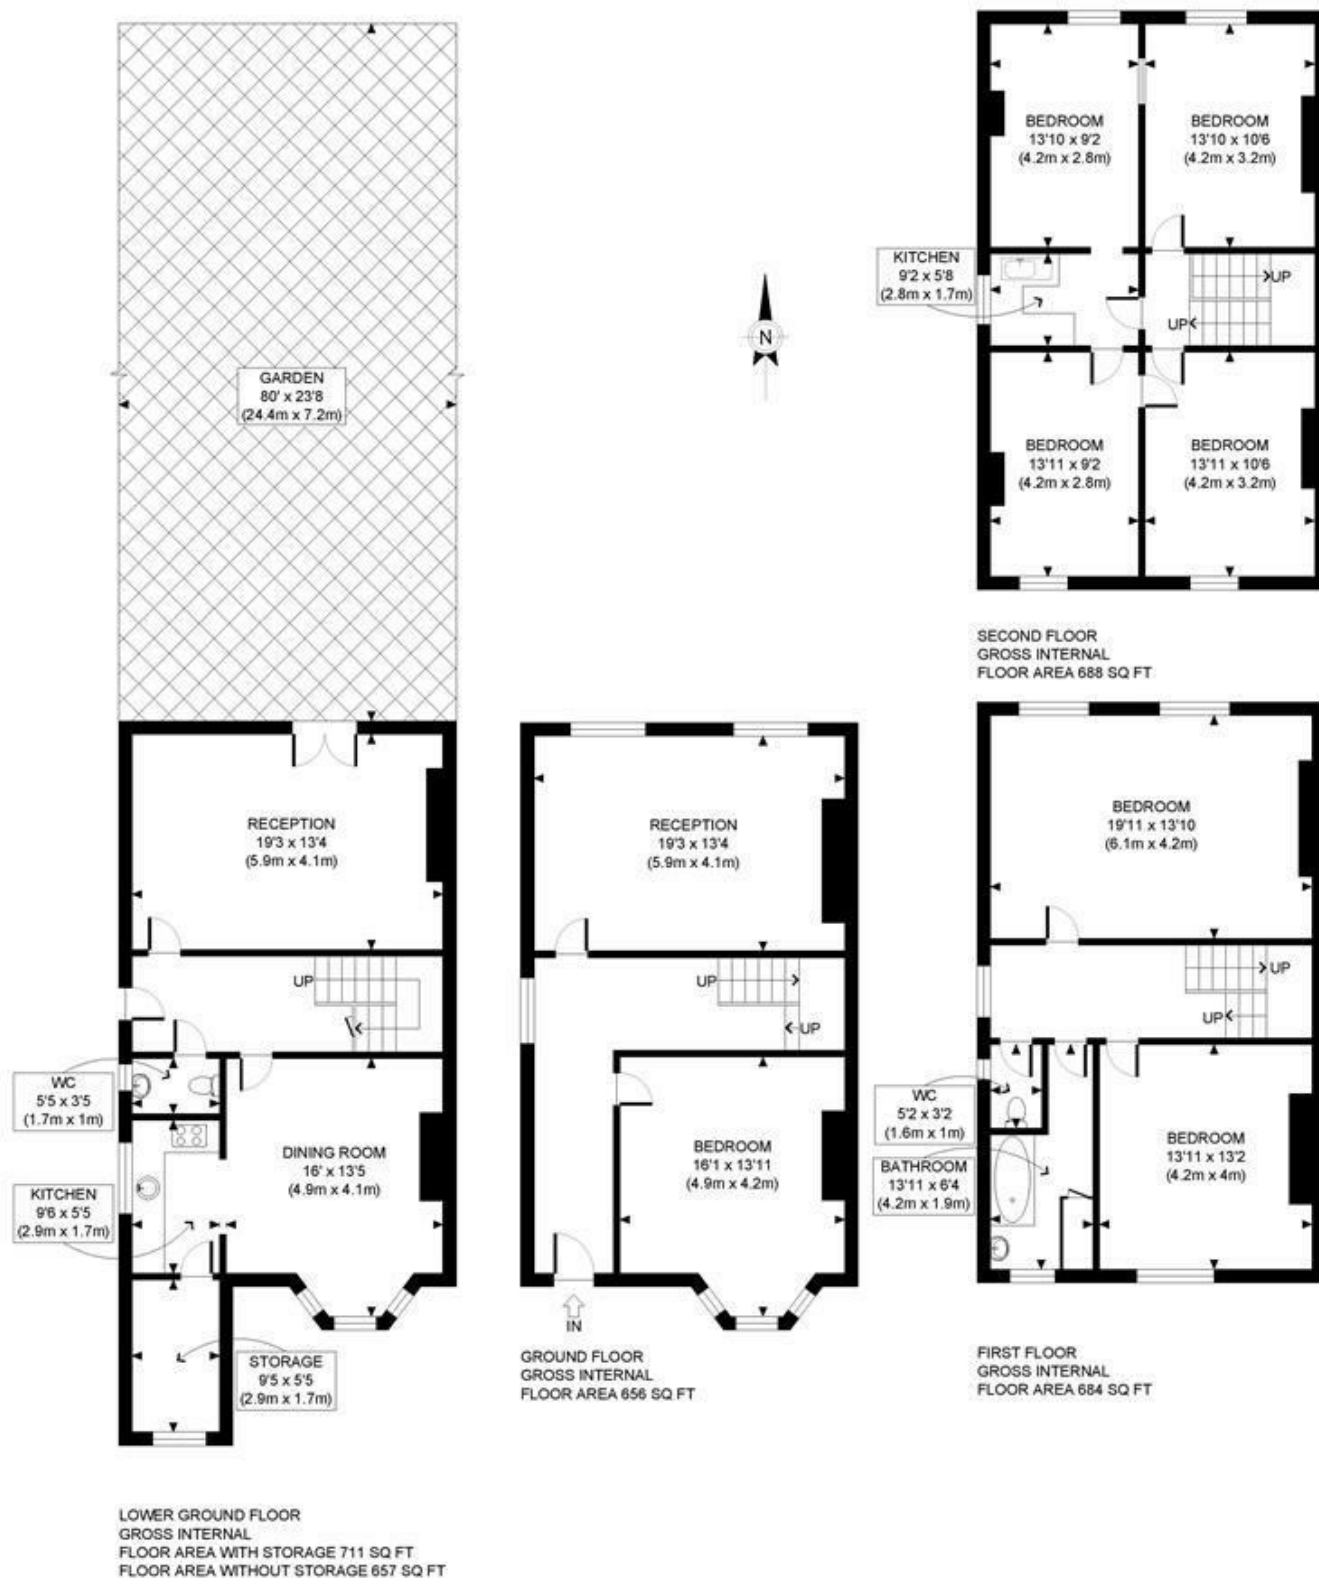 GARDEN
80' x 23'8
(24.4m x 7.2m)
RECEPTION
19'3 x 13'4
(5.9m x 4.1m)
UP
WC
5'5 x 3'5
(1.7m x 1m)
DINING ROOM
16' x 13'5
(4.9m x 4.1m)
KITCHEN
9'6 x 5'5
(2.9m x 1.7m)
STORAGE
9'5 x 5'5
(2.9m x 1.7m)
LOWER GROUND FLOOR
GROSS INTERNAL
FLOOR AREA WITH STORAGE 711 SQ FT
FLOOR AREA WITHOUT STORAGE 657 SQ FT
N
RECEPTION
19'3 x 13'4
(5.9m x 4.1m)
UP
UP
BEDROOM
16'1 x 13'11
(4.9m x 4.2m)
IN
GROUND FLOOR
GROSS INTERNAL
FLOOR AREA 656 SQ FT
BEDROOM
13'10 x 9'2
(4.2m x 2.8m)
BEDROOM
13'10 x 10'6
(4.2m x 3.2m)
KITCHEN
9'2 x 5'8
(2.8m x 1.7m)
UP
UP
BEDROOM
13'11 x 9'2
(4.2m x 2.8m)
BEDROOM
13'11 x 10'6
(4.2m x 3.2m)
SECOND FLOOR
GROSS INTERNAL
FLOOR AREA 688 SQ FT
BEDROOM
19'11 x 13'10
(6.1m x 4.2m)
UP
UP
WC
5'2 x 3'2
(1.6m x 1m)
BATHROOM
13'11 x 6'4
(4.2m x 1.9m)
BEDROOM
13'11 x 13'2
(4.2m x 4m)
FIRST FLOOR
GROSS INTERNAL
FLOOR AREA 684 SQ FT